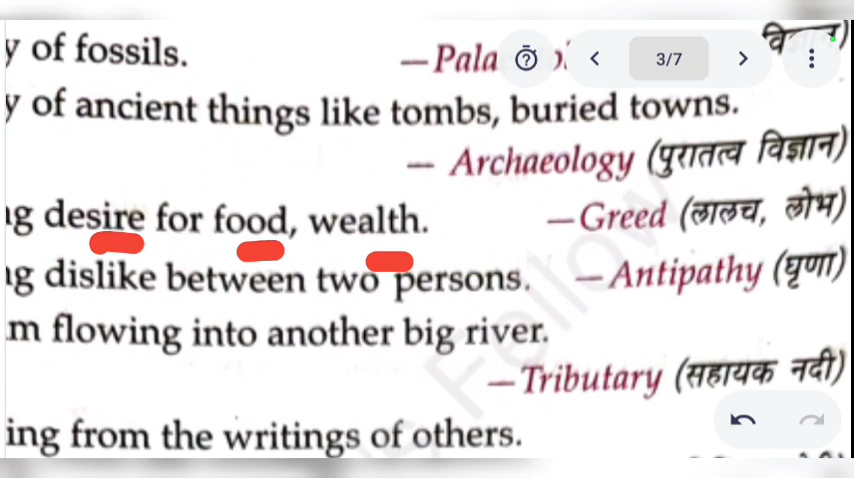 y of fossils. — Pala
3/7
y of ancient things like tombs, buried towns.
— Archaeology (पुरातत्व विज्ञान)
ng desire for food, wealth. — Greed (लालच, लोभ)
ng dislike between two persons. — Antipathy (घृणा)
m flowing into another big river.
— Tributary (सहायक नदी)
ing from the writings of others.